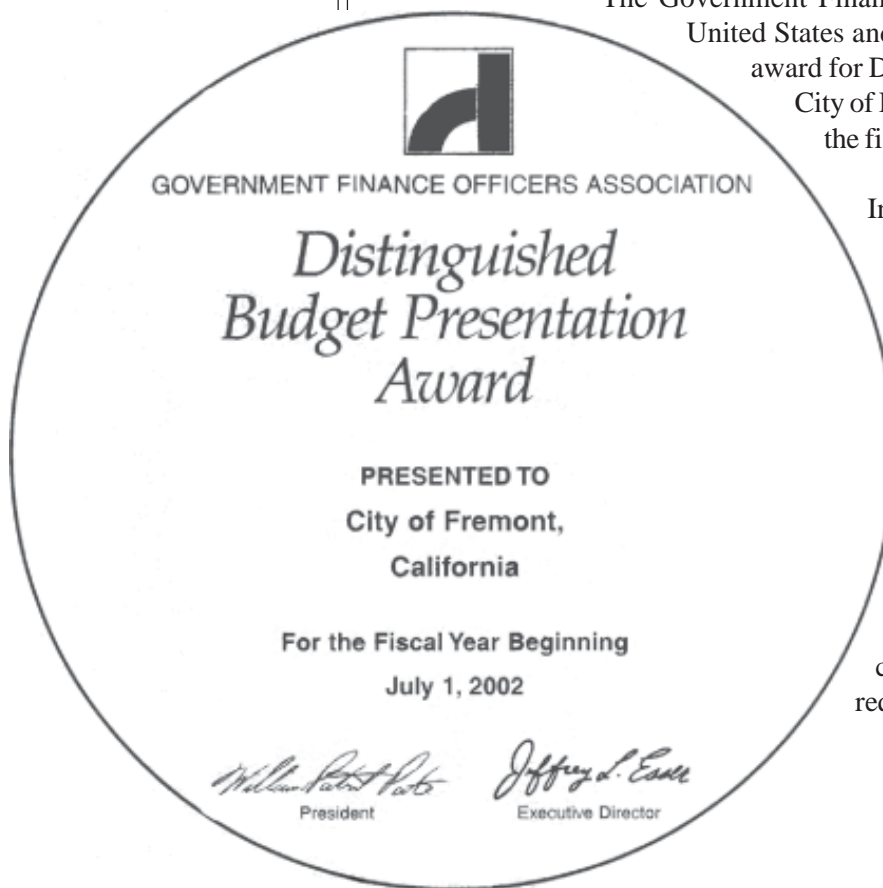 The Government Finan
United States and
award for D
City of
the fi
In
GOVERNMENT FINANCE OFFICERS ASSOCIATION
Distinguished
Budget Presentation
Award
PRESENTED TO
City of Fremont,
California
For the Fiscal Year Beginning
July 1, 2002
c
rec
Jeffrey L. Esser
President
Executive Director